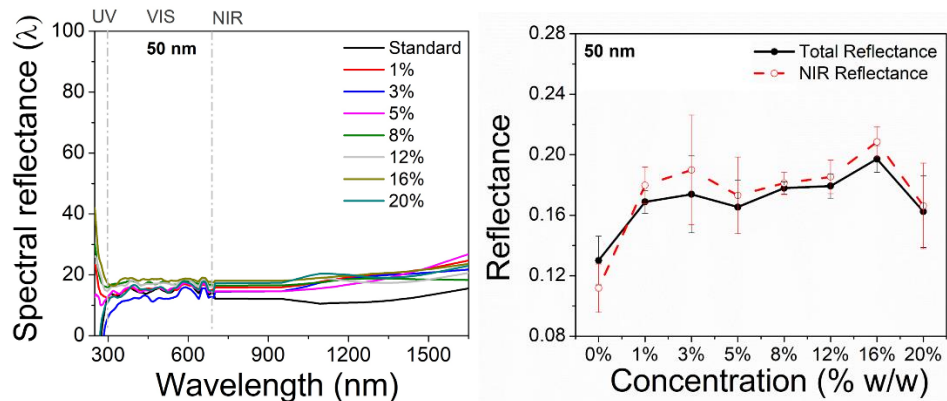 UV VIS NIR
50 nm
Spectral reflectance (λ)
100
80
60
40
20
0
Standard
1%
3%
5%
8%
12%
16%
20%
300 600 900 1200 1500
Wavelength (nm)
50 nm
Reflectance
0.28
0.24
0.20
0.16
0.12
0.08
Total Reflectance
NIR Reflectance
0% 1% 3% 5% 8% 12% 16% 20%
Concentration (% w/w)